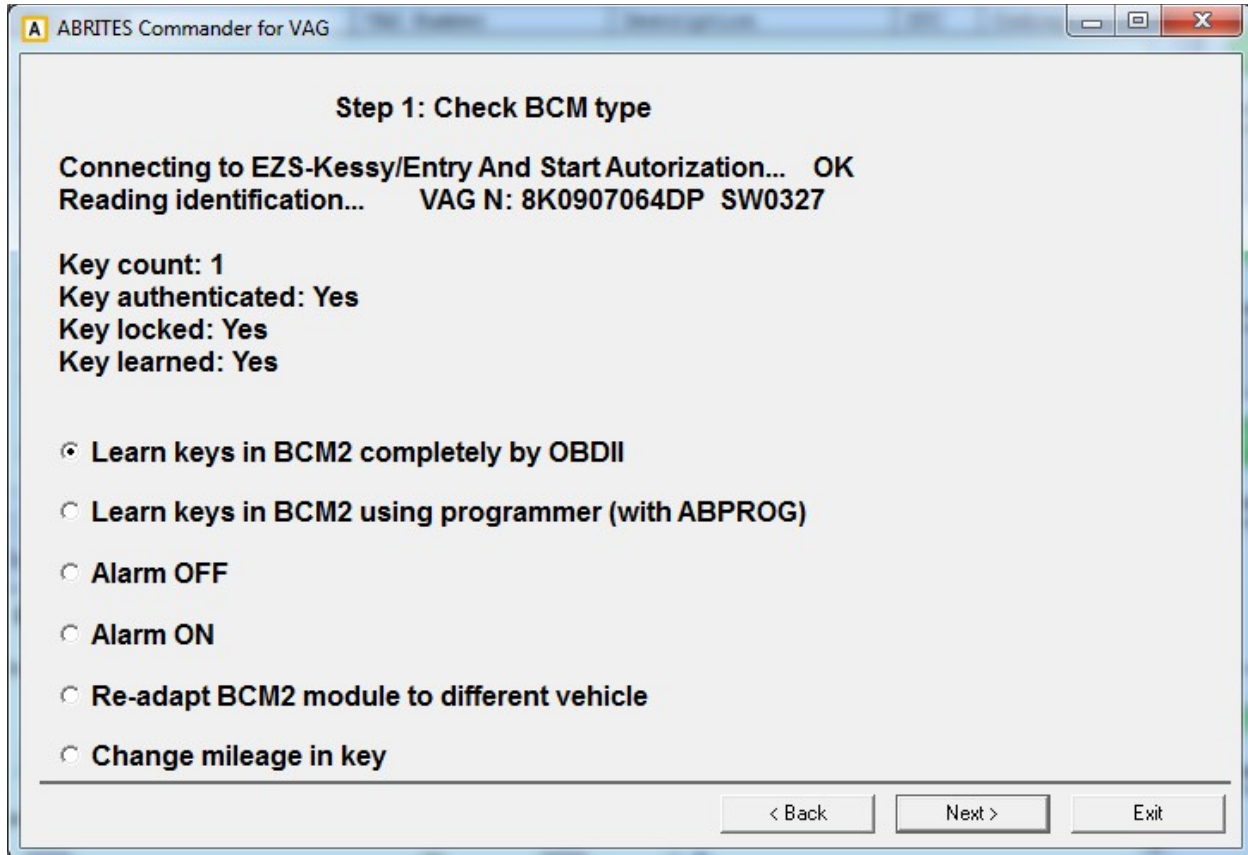 A ABRITES Commander for VAG
Step 1: Check BCM type
Connecting to EZS-Kessy/Entry And Start Autorization... OK
Reading identification... VAG N: 8K0907064DP SW0327
Key count: 1
Key authenticated: Yes
Key locked: Yes
Key learned: Yes
Learn keys in BCM2 completely by OBDII
Learn keys in BCM2 using programmer (with ABPROG)
Alarm OFF
Alarm ON
Re-adapt BCM2 module to different vehicle
Change mileage in key
< Back Next > Exit